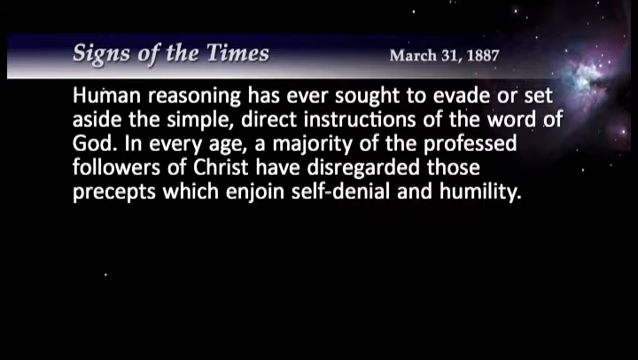 Signs of the Times
March 31, 1887
Human reasoning has ever sought to evade or set
aside the simple, direct instructions of the word of
God. In every age, a majority of the professed
followers of Christ have disregarded those
precepts which enjoin self-denial and humility.